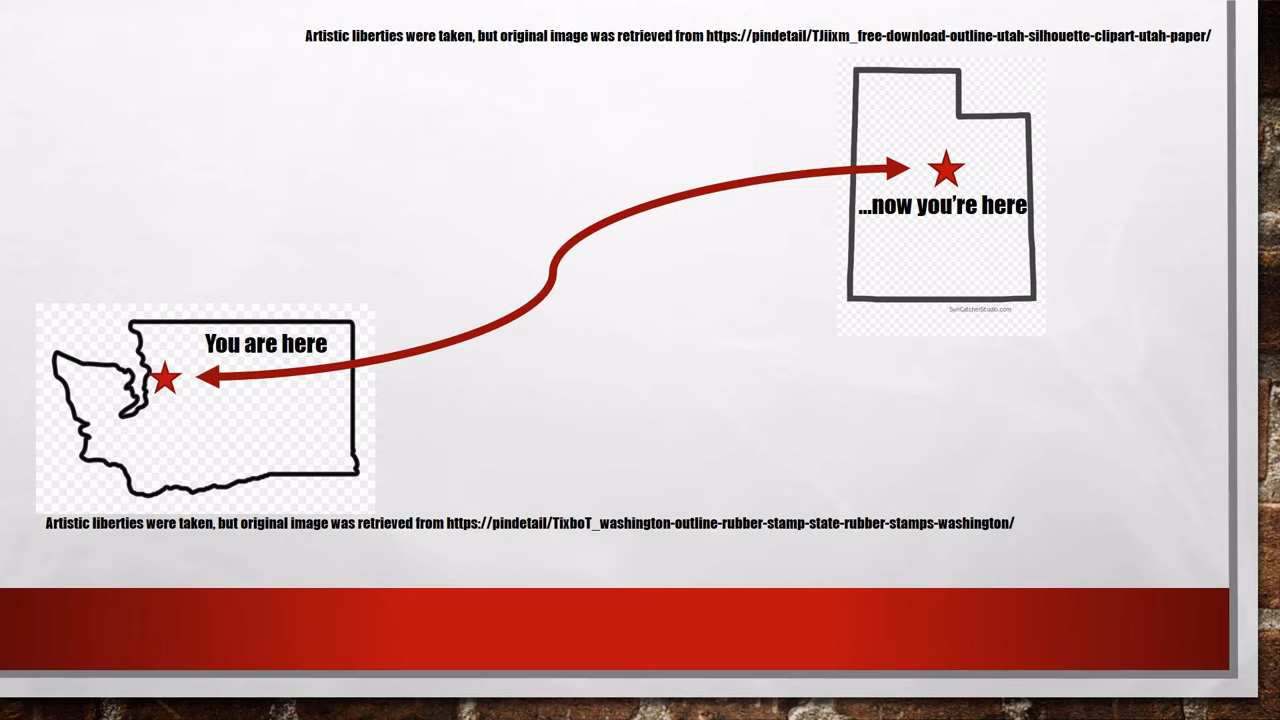 Artistic liberties were taken, but original image was retrieved from https://pindetail/TJiixm_free-download-outline-utah-silhouette-clipart-utah-paper/
...now you're here
SunCatcherStudio.com
You are here
Artistic liberties were taken, but original image was retrieved from https://pindetail/TixboT_washington-outline-rubber-stamp-state-rubber-stamps-washington/